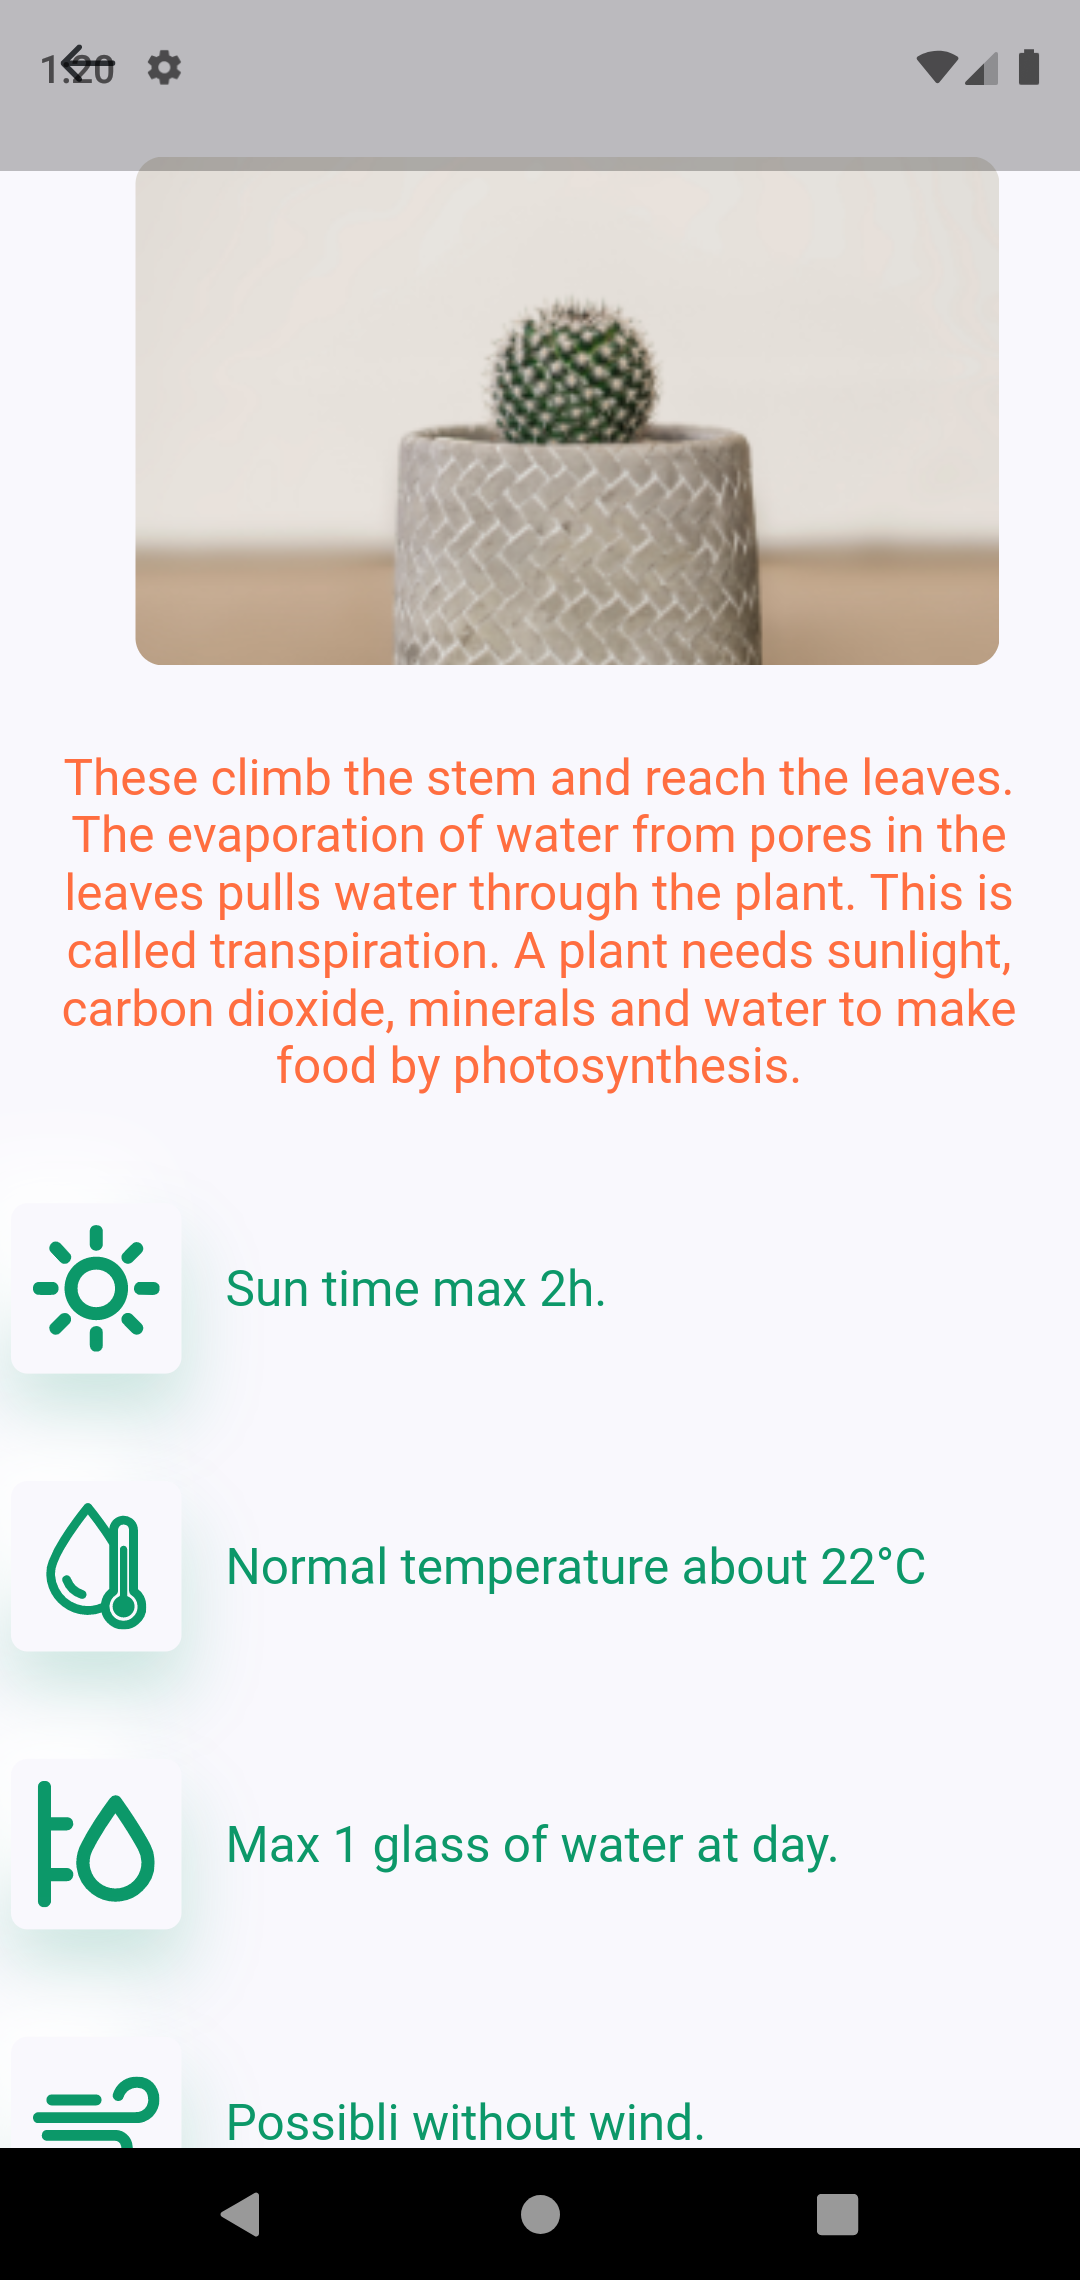 1:20
These climb the stem and reach the leaves.
The evaporation of water from pores in the
leaves pulls water through the plant. This is
called transpiration. A plant needs sunlight,
carbon dioxide, minerals and water to make
food by photosynthesis.
Sun time max 2h.
Normal temperature about 22°C
Max 1 glass of water at day.
Possibli without wind.